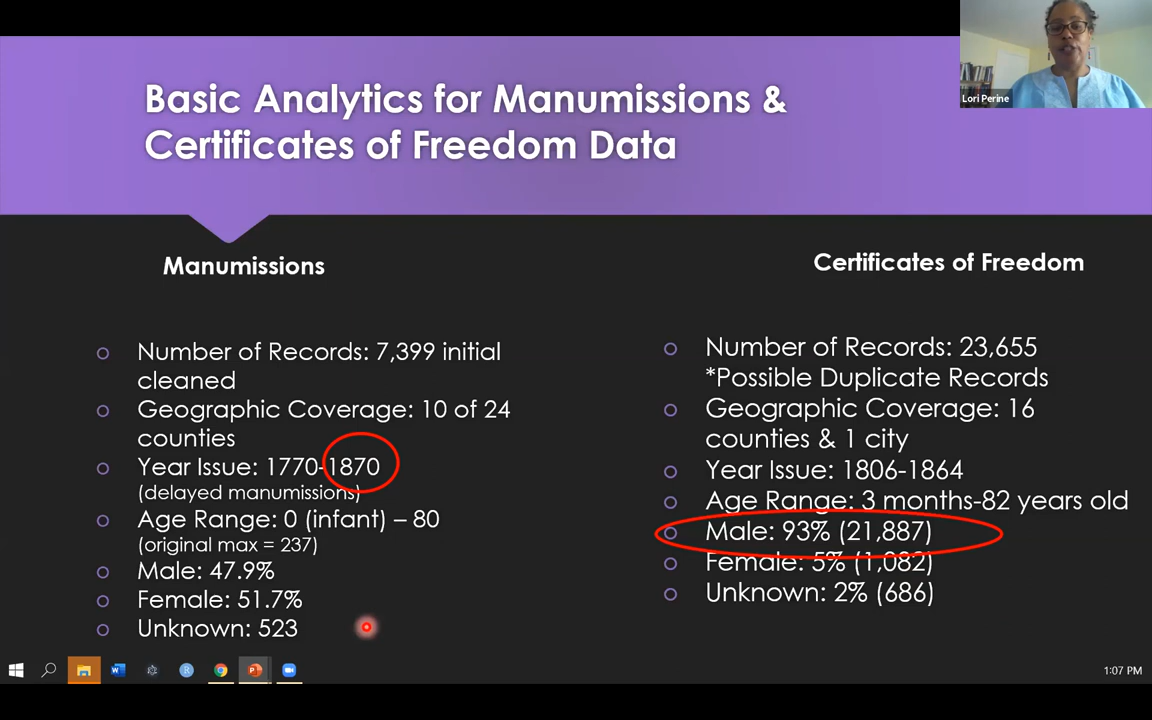 Basic Analytics for Manumissions &
Certificates of Freedom Data
Lori Perine
Manumissions
Number of Records: 7,399 initial
cleaned
Geographic Coverage: 10 of 24
counties
Year Issue: 1770-1870
(delayed manumissions)
Age Range: 0 (infant) – 80
(original max = 237)
Male: 47.9%
Female: 51.7%
Unknown: 523
Certificates of Freedom
Number of Records: 23,655
*Possible Duplicate Records
Geographic Coverage: 16
counties & 1 city
Year Issue: 1806-1864
Age Range: 3 months-82 years old
Male: 93% (21,887)
Female: 5% (1,082)
Unknown: 2% (686)
1:07 PM